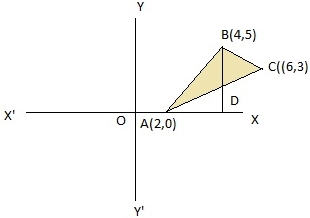 Y
B(4,5)
C((6,3)
D
X' O A(2,0) X
Y'